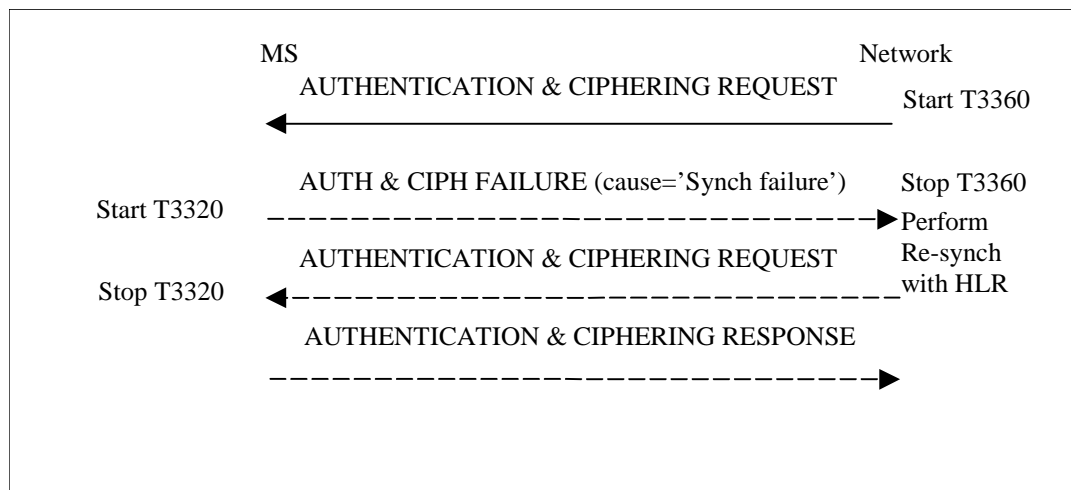 MS
Network
AUTHENTICATION & CIPHERING REQUEST
Start T3360
AUTH & CIPH FAILURE (cause=’Synch failure’)
Stop T3360
Start T3320
Perform
Re-synch
with HLR
AUTHENTICATION & CIPHERING REQUEST
Stop T3320
AUTHENTICATION & CIPHERING RESPONSE